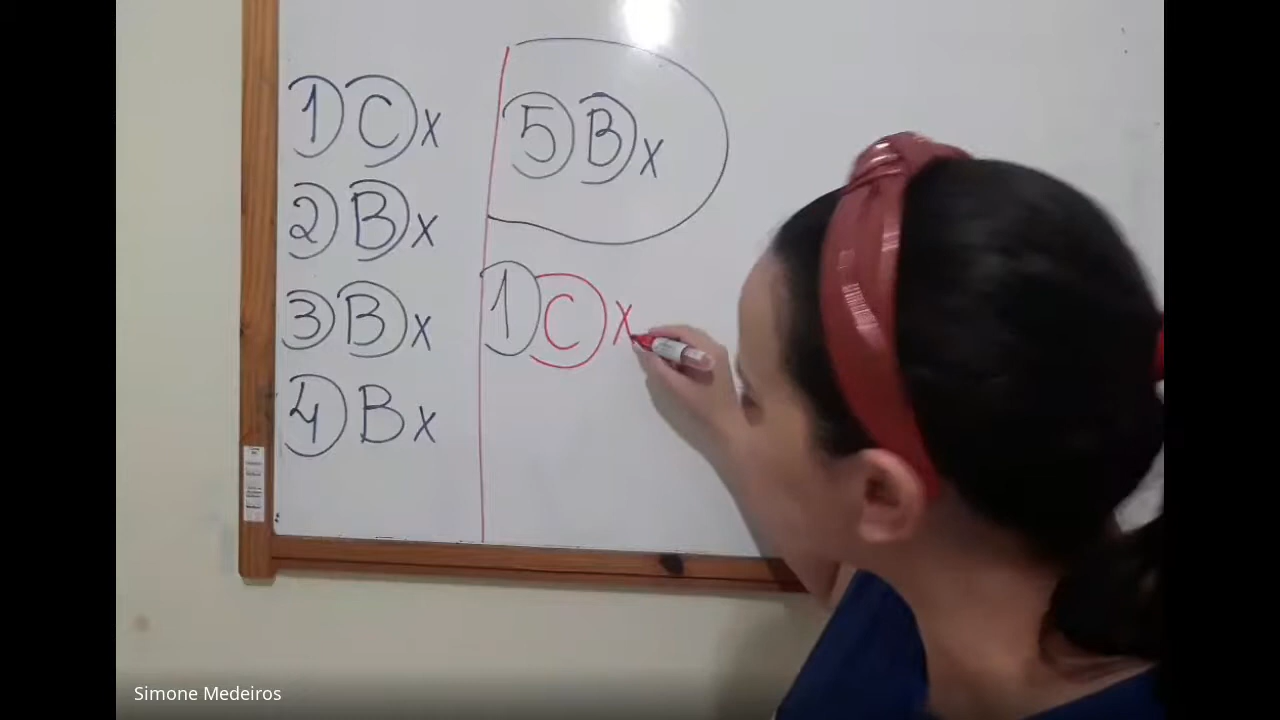 1 C x
2 B x
3 B x
4 B x
5 B x
1 C x
Simone Medeiros